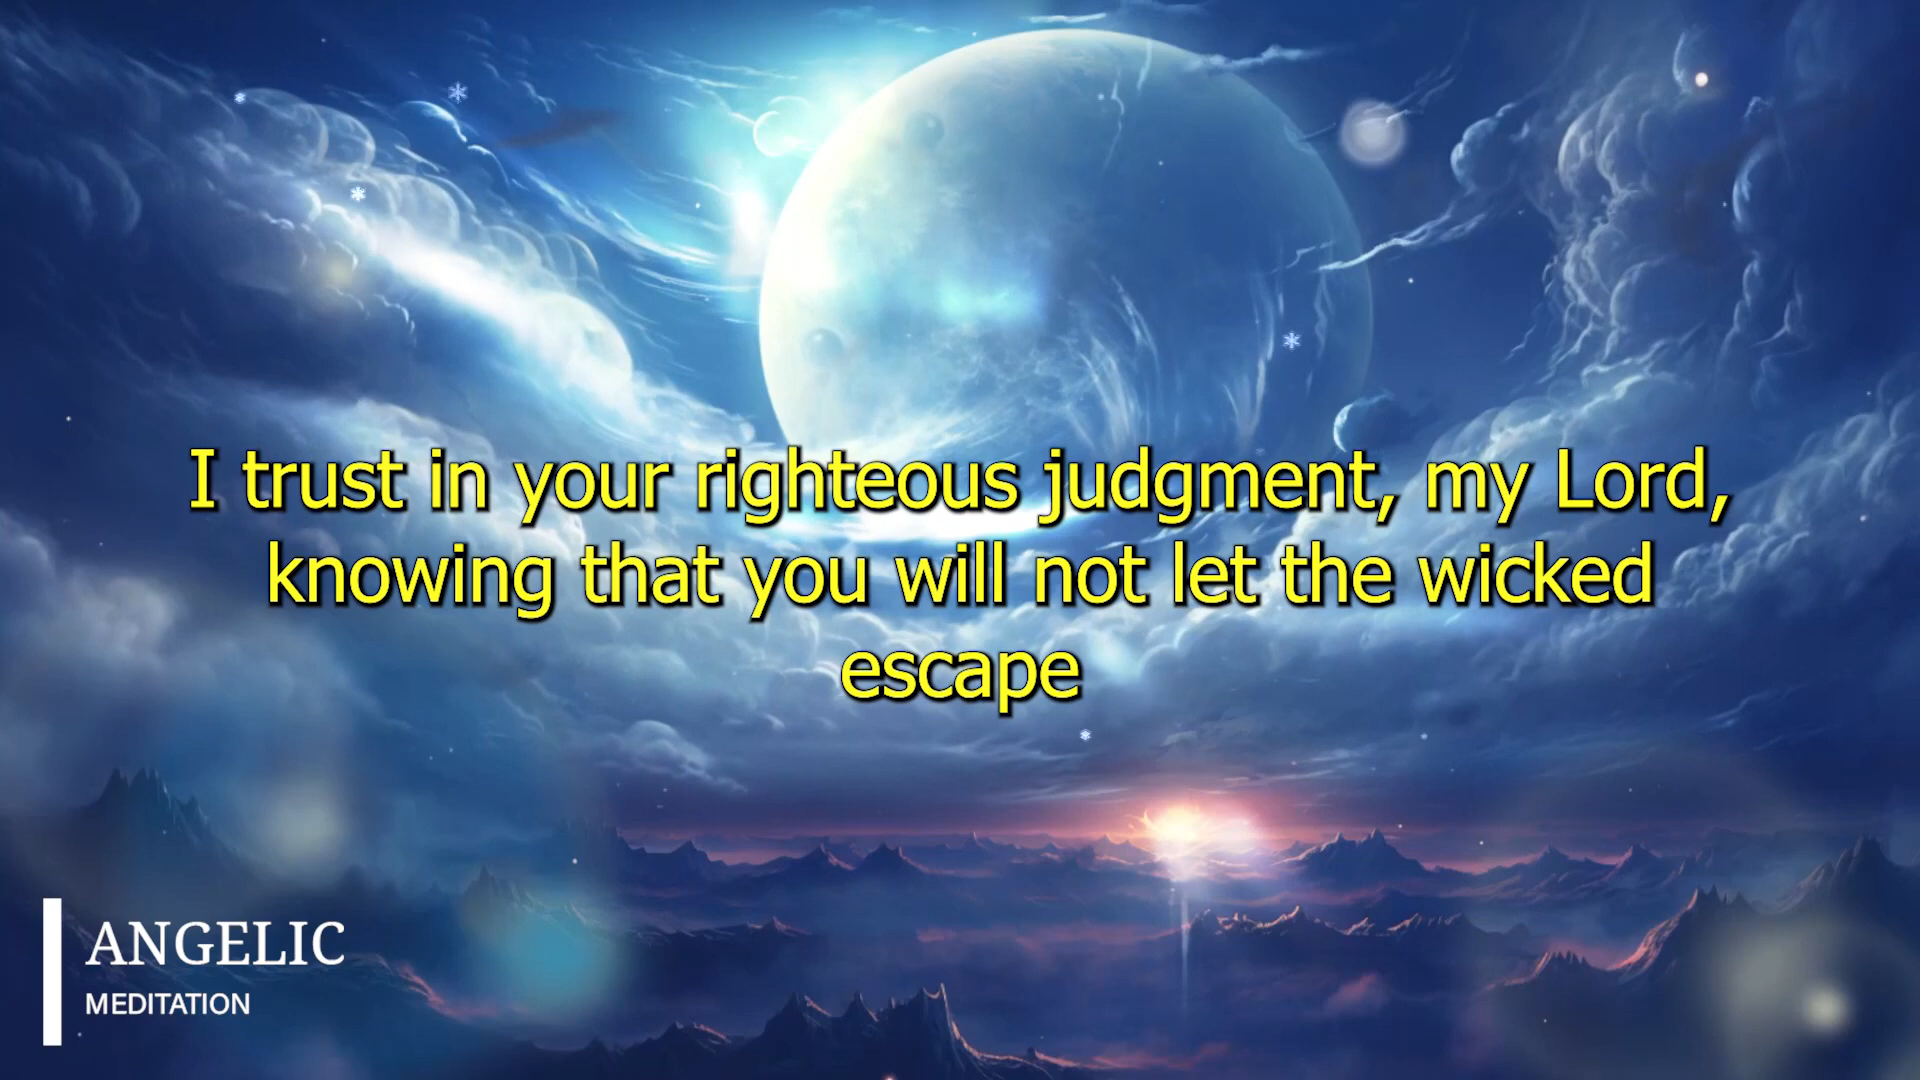 I trust in your righteous judgment, my Lord,
knowing that you will not let the wicked
escape
ANGELIC
MEDITATION